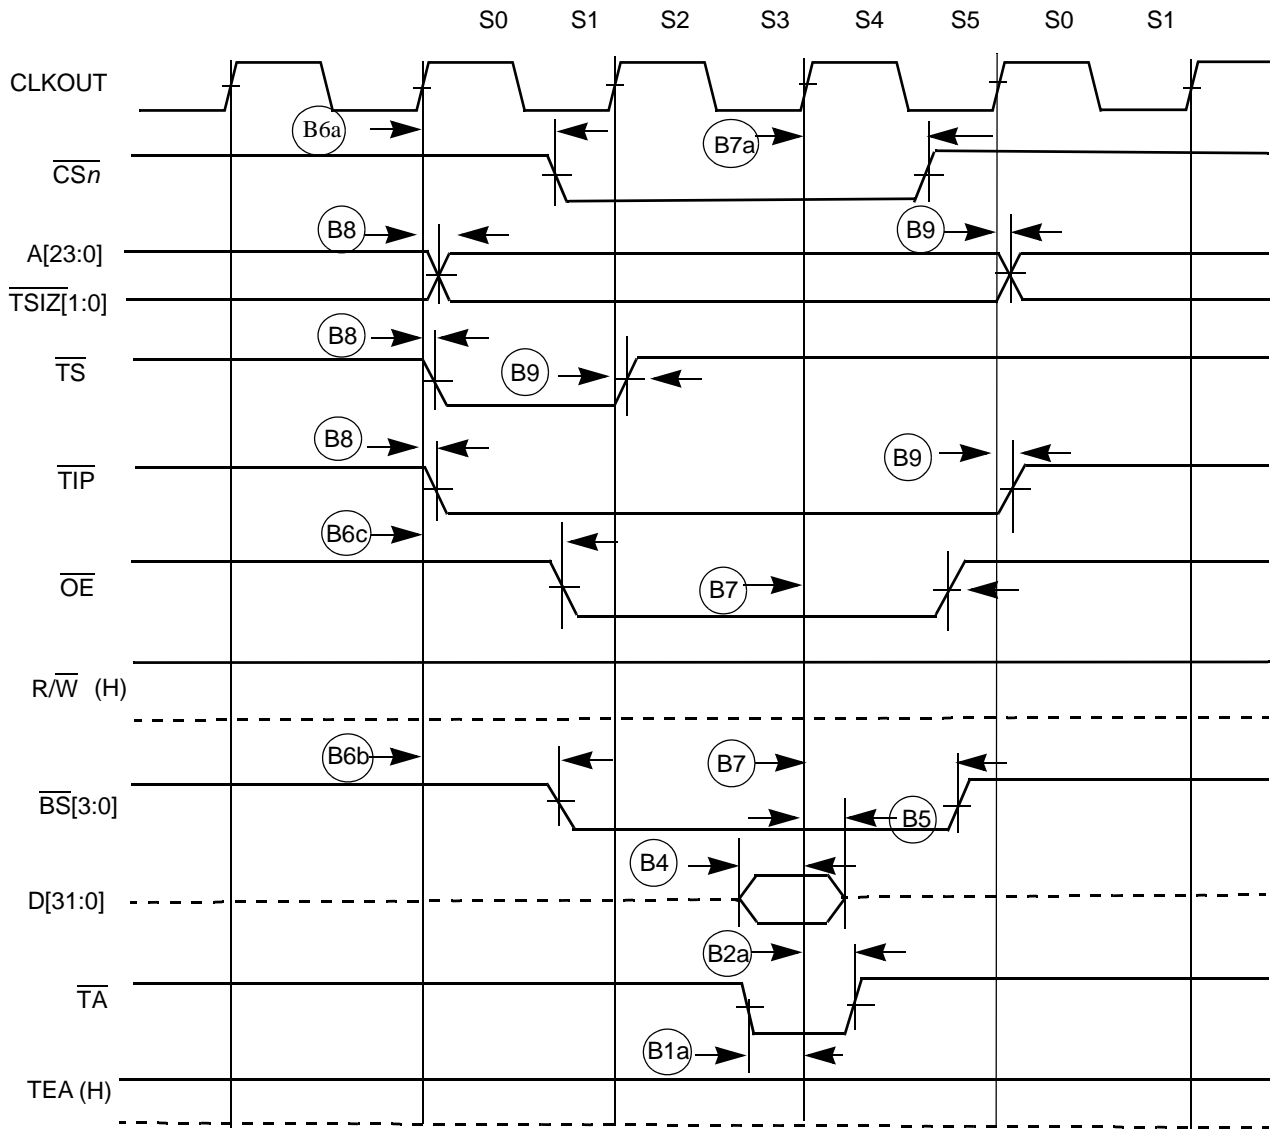 S0 S1 S2 S3 S4 S5 S0 S1
CLKOUT
B6a B7a
CSn
B8 B9
A[23:0]
TSIZ[1:0]
B8
TS B9
B8 B9
TIP
B6c
OE B7
R/W (H)
B6b B7
BS[3:0] B5
B4
D[31:0]
B2a
TA
B1a
TEA (H)